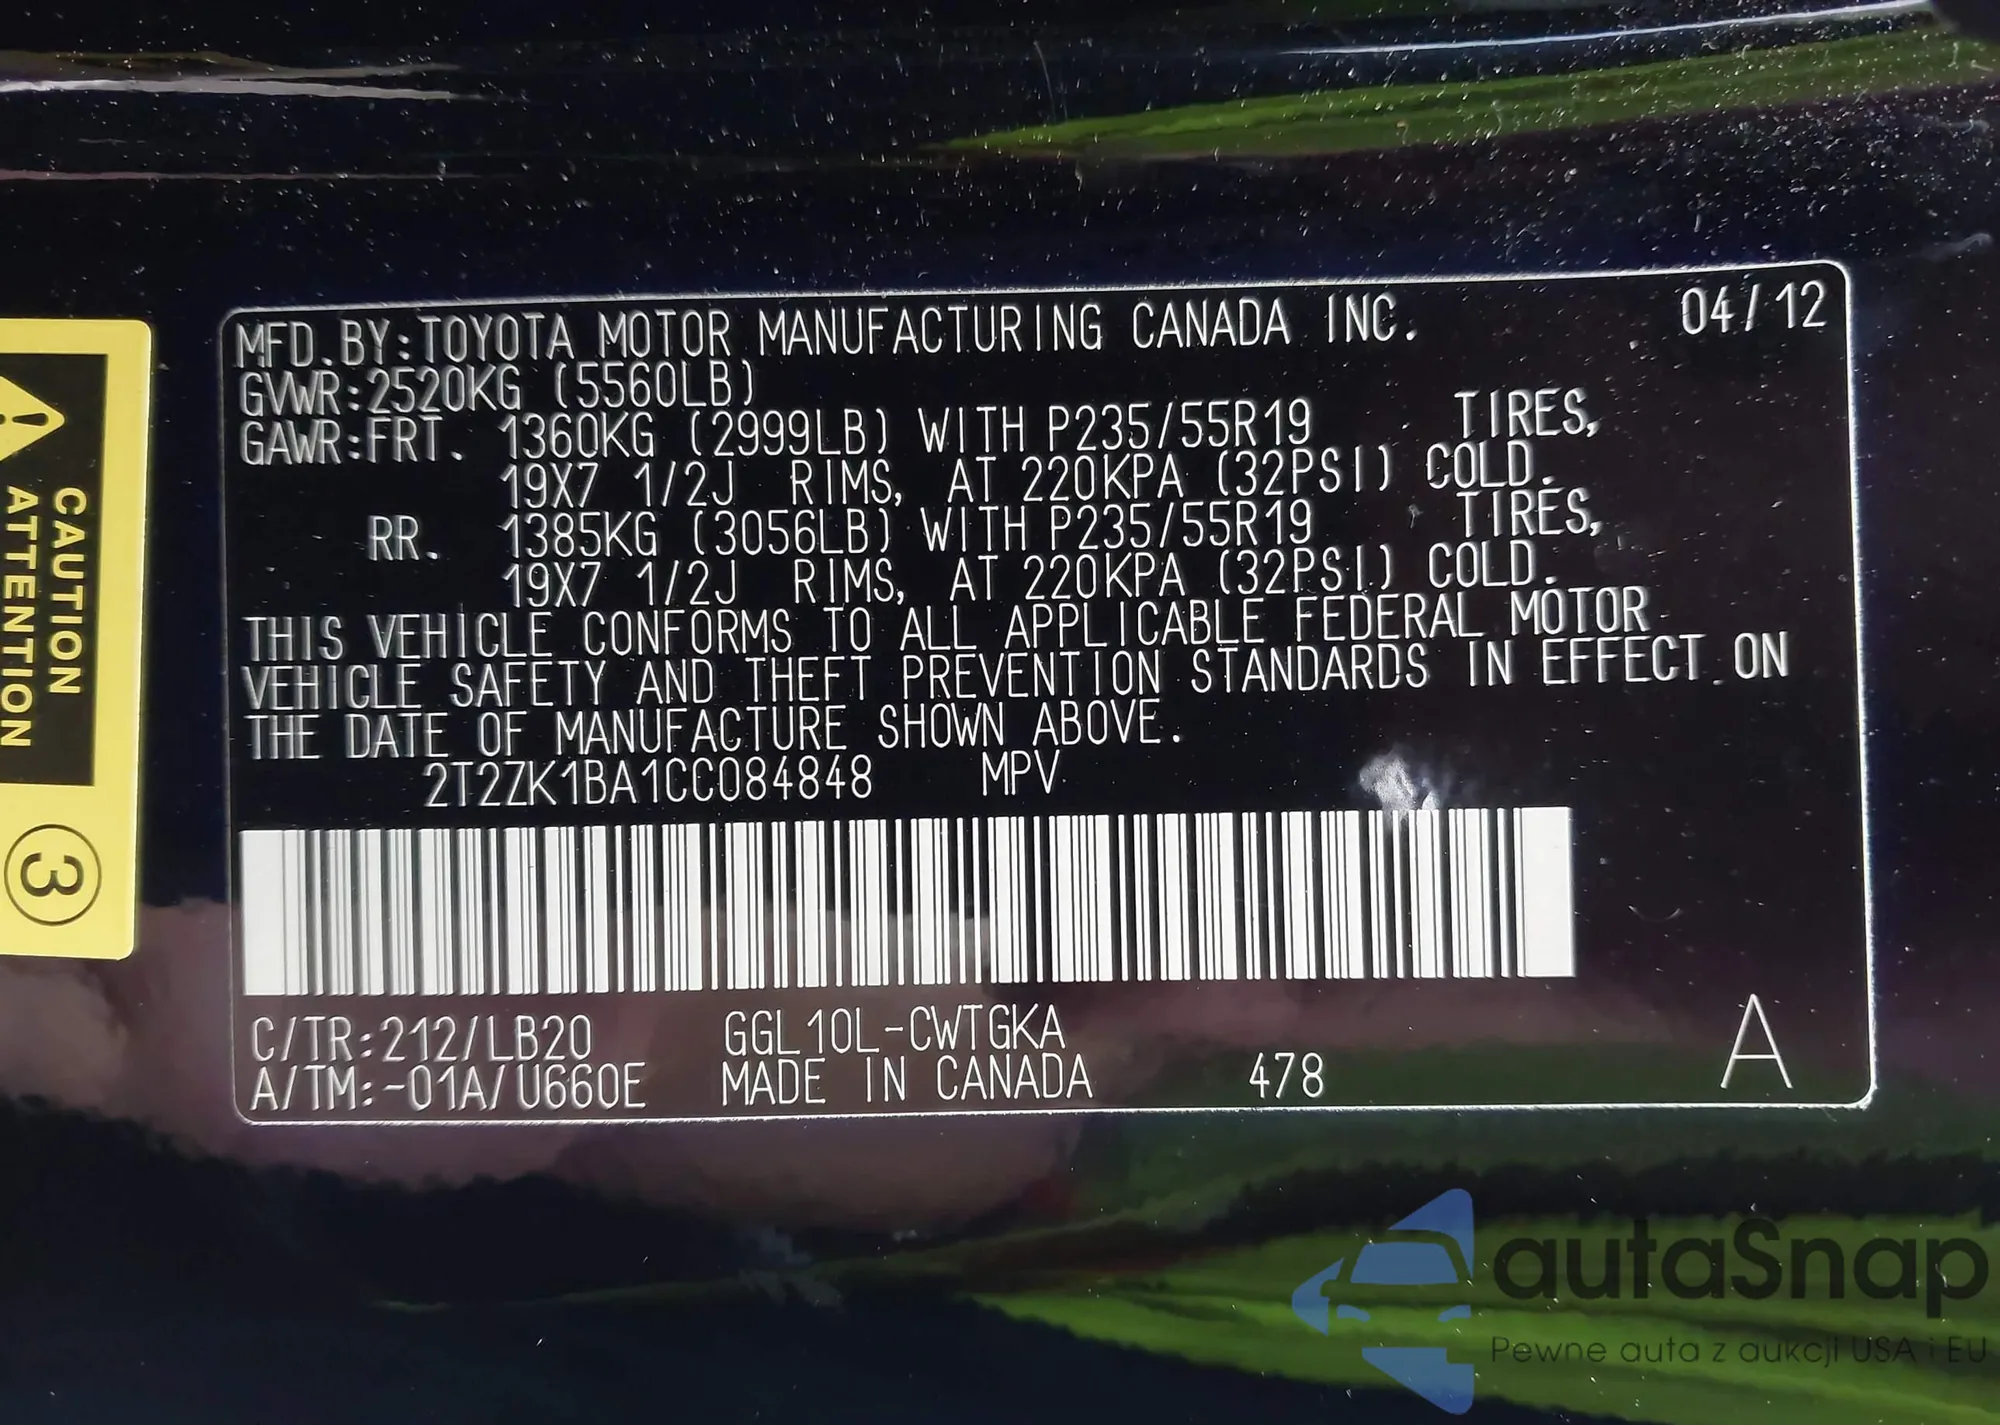 MFD.BY:TOYOTA MOTOR MANUFACTURING CANADA INC. 04/12
GVWR:2520KG (5560LB)
GAWR:FRT. 1360KG (2999LB) WITH P235/55R19 TIRES,
19X7 1/2J RIMS, AT 220KPA (32PSI) COLD.
RR. 1385KG (3056LB) WITH P235/55R19 TIRES,
19X7 1/2J RIMS, AT 220KPA (32PSI) COLD.
THIS VEHICLE CONFORMS TO ALL APPLICABLE FEDERAL MOTOR
VEHICLE SAFETY AND THEFT PREVENTION STANDARDS IN EFFECT ON
THE DATE OF MANUFACTURE SHOWN ABOVE.
2T2ZK1BA1CC084848 MPV
C/TR:212/LB20 GGL10L-CWTGKA
A/TM:-01A/U660E MADE IN CANADA 478 A
CAUTION
ATTENTION
3
autaSnap
Pewne auta z aukcji USA i EU